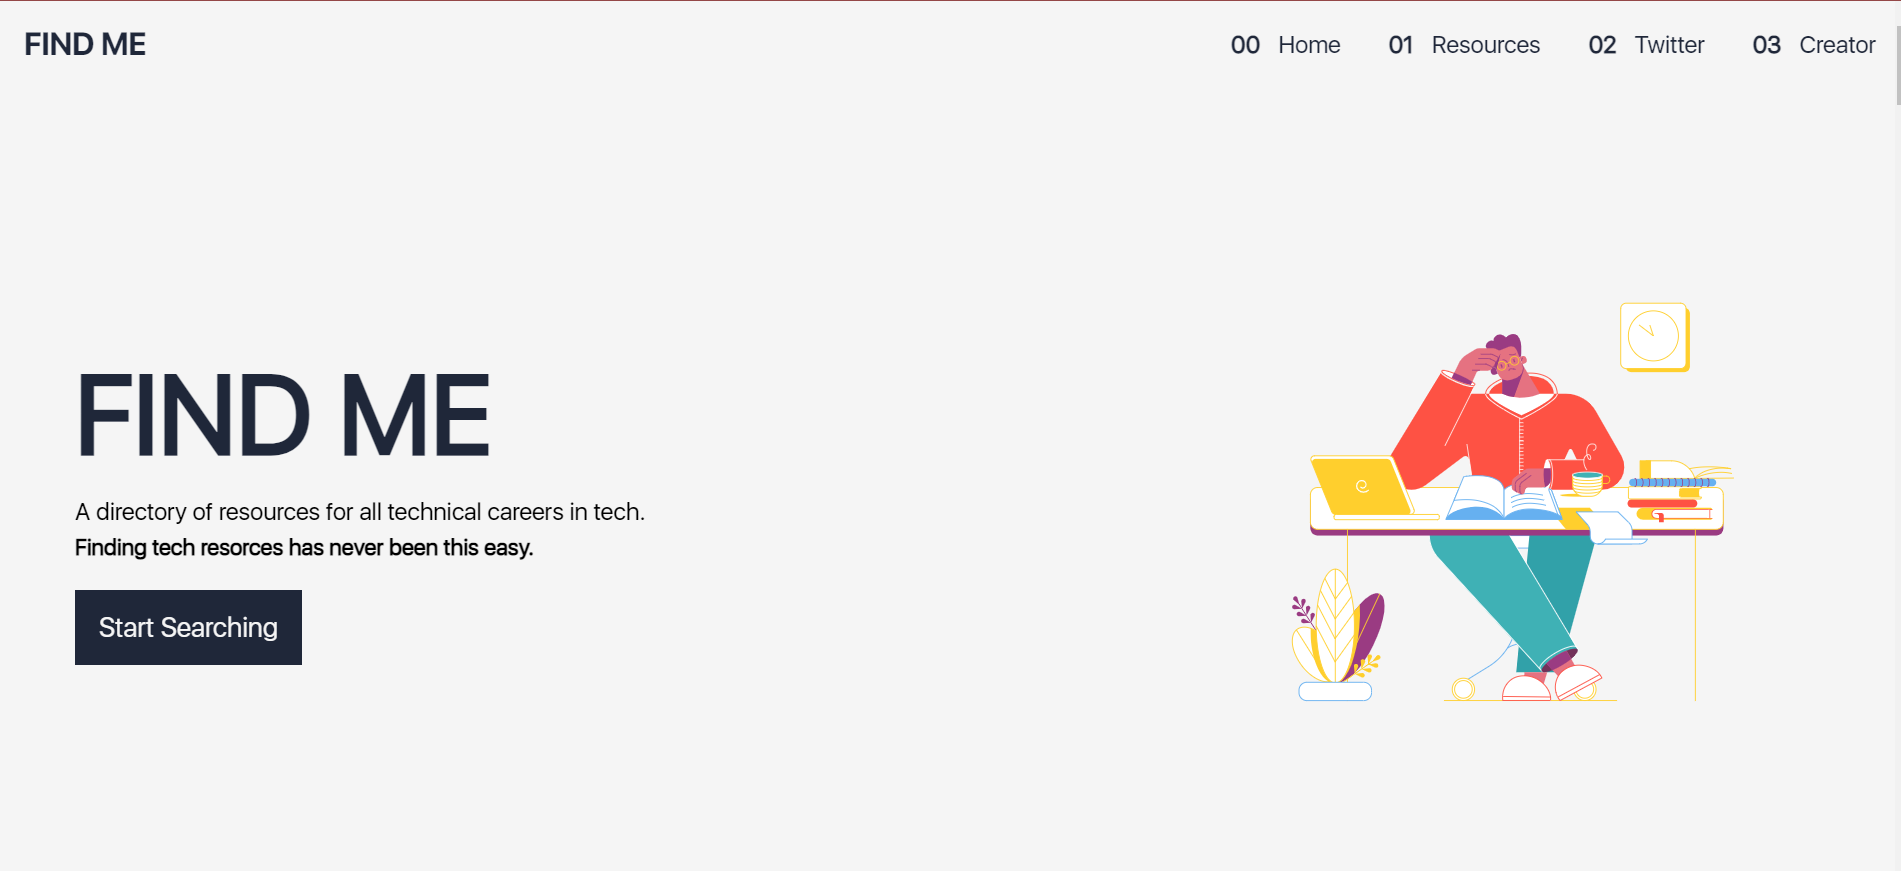 FIND ME
00 Home 01 Resources 02 Twitter 03 Creator
FIND ME
A directory of resources for all technical careers in tech.
Finding tech resorces has never been this easy.
Start Searching